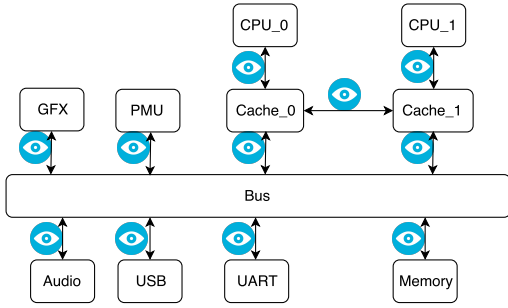 CPU_0
CPU_1
GFX
PMU
Cache_0
Cache_1
Bus
Audio
USB
UART
Memory